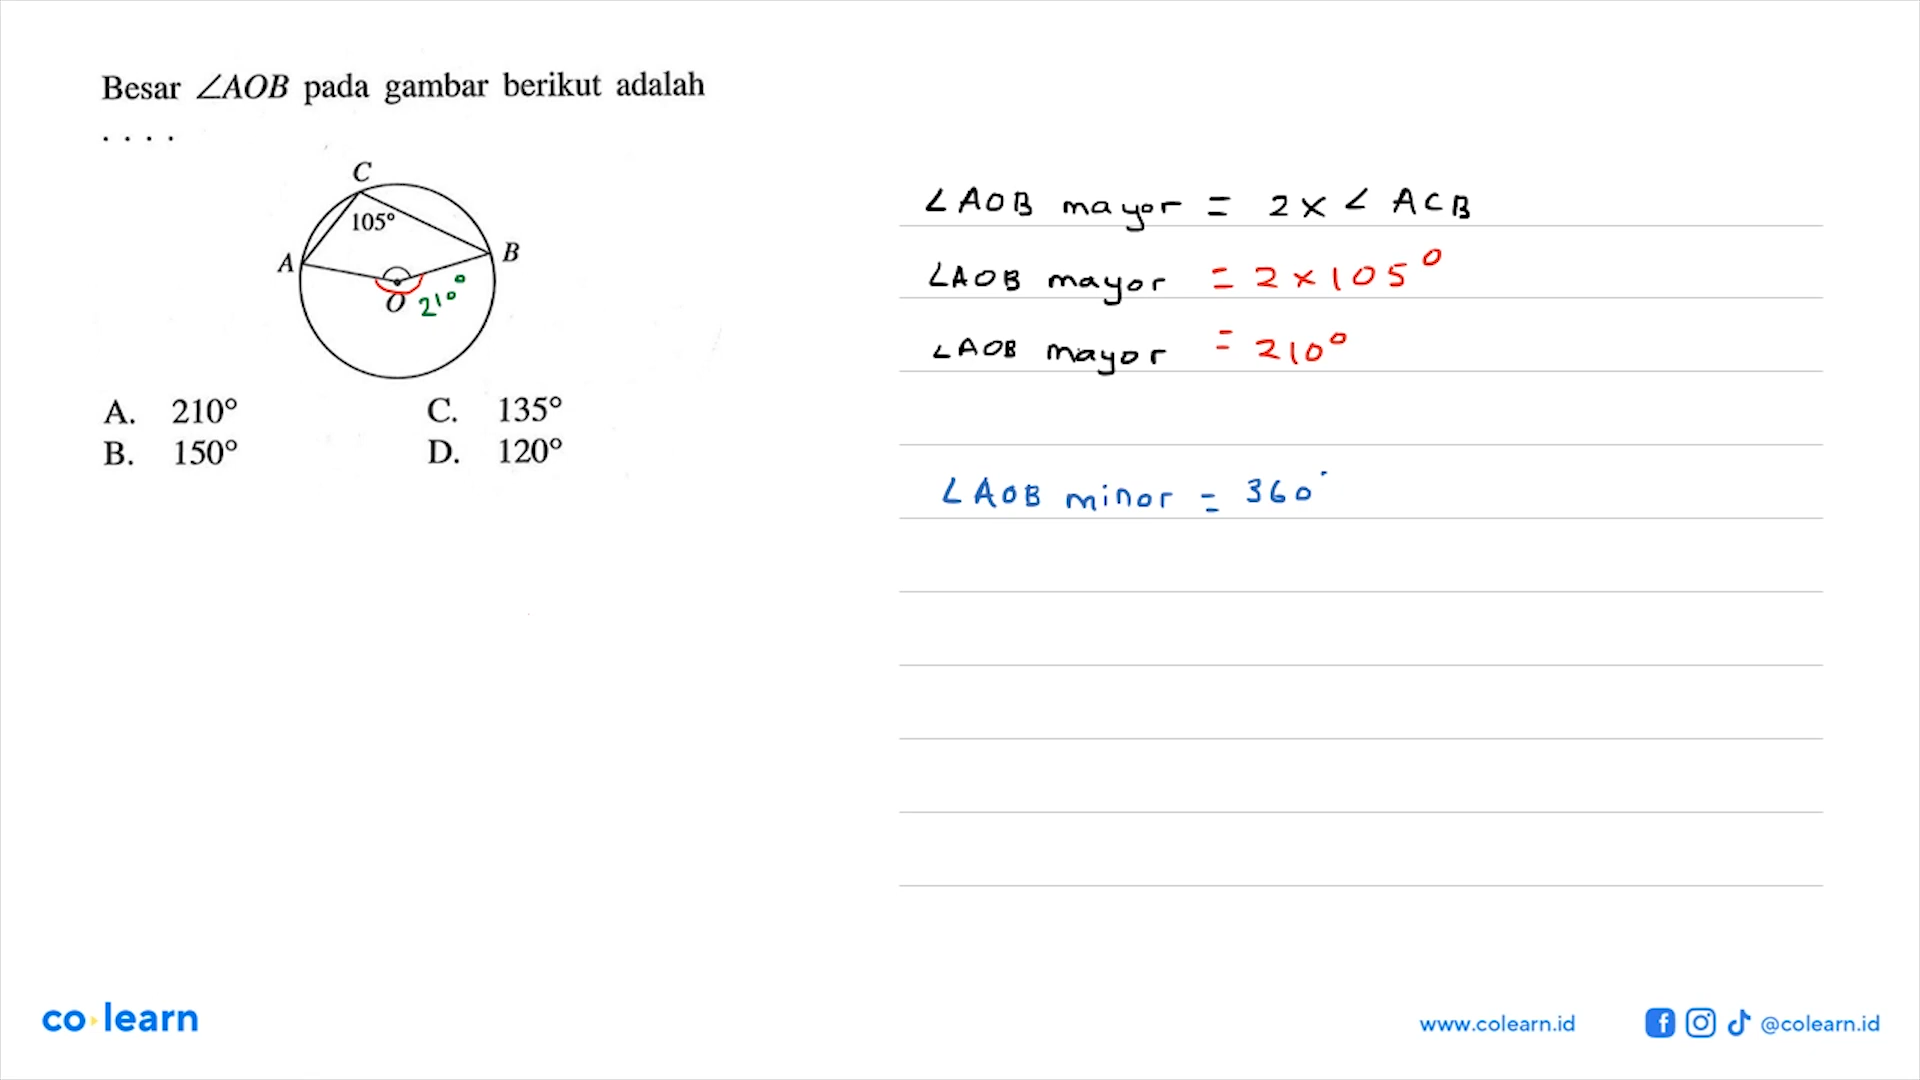 Besar ∠AOB pada gambar berikut adalah
. . . .
C
105°
A
B
O
210°
A. 210°
C. 135°
B. 150°
D. 120°
∠AOB mayor = 2 x ∠ ACB
∠AOB mayor = 2 x 105°
∠AOB mayor = 210°
∠AOB minor = 360°
co learn
www.colearn.id
@colearn.id